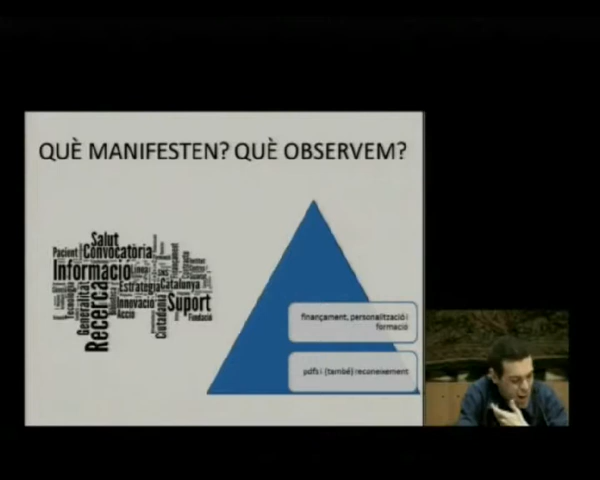 QUÈ MANIFESTEN? QUÈ OBSERVEM?
Salut
Pacient Convocatòria
Informació
Estratègia Catalunya
Innovació
Acció
Suport
Fundació
Generalitat
Recerca
Ciutadania
finançament, personalització i
formació
pdfs i (també) reconeixement